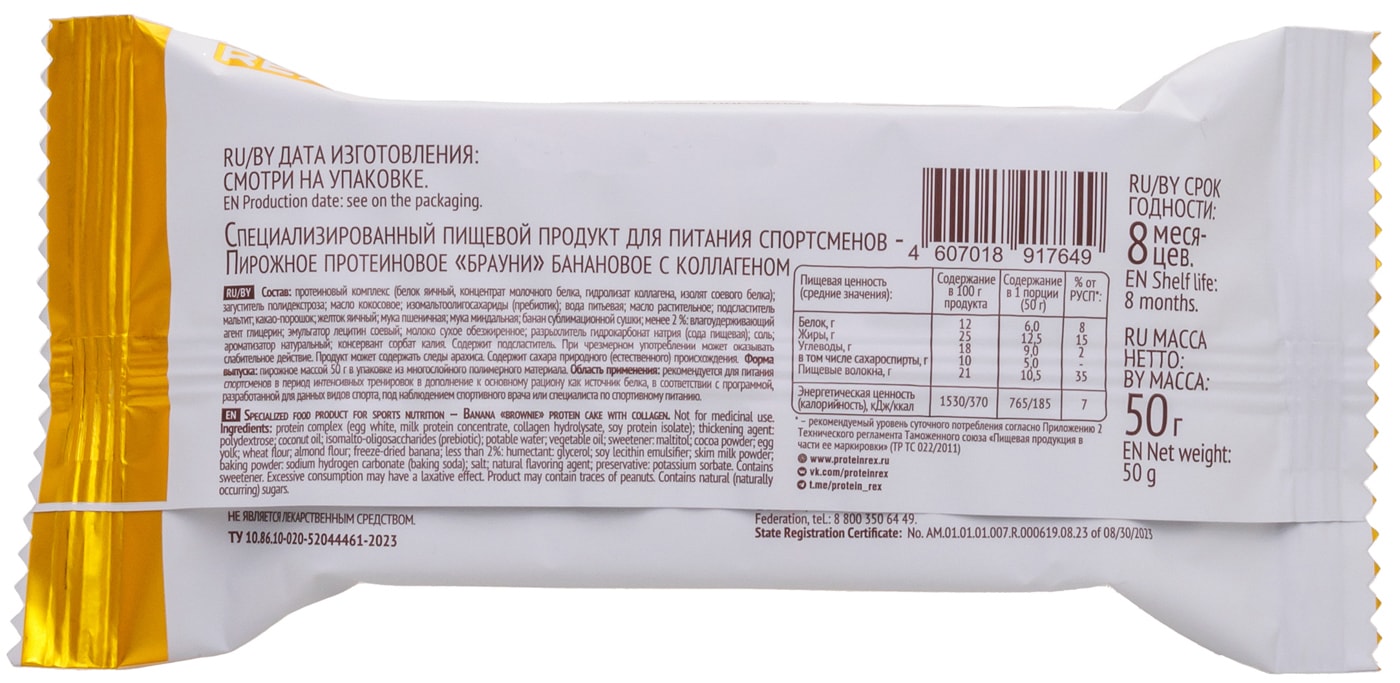 RU/BY ДАТА ИЗГОТОВЛЕНИЯ:
СМОТРИ НА УПАКОВКЕ.
EN Production date: see on the packaging.
СПЕЦИАЛИЗИРОВАННЫЙ ПИЩЕВОЙ ПРОДУКТ ДЛЯ ПИТАНИЯ СПОРТСМЕНОВ –
ПИРОЖНОЕ ПРОТЕИНОВОЕ «БРАУНИ» БАНАНОВОЕ С КОЛЛАГЕНОМ
RU/BY Состав: протеиновый комплекс (белок яичный, концентрат молочного белка, гидролизат коллагена, изолят соевого белка);
загуститель полидекстроза; масло кокосовое; изомальтоолигосахариды (пребиотик); вода питьевая; масло растительное; подсластитель
мальтит; какао-порошок; желток яичный; мука пшеничная; мука миндальная; банан сублимационной сушки; менее 2 %: влагоудерживающий
агент глицерин; эмульгатор лецитин соевый; молоко сухое обезжиренное; разрыхлитель гидрокарбонат натрия (сода пищевая); соль;
ароматизатор натуральный; консервант сорбат калия. Содержит подсластитель. При чрезмерном употреблении может оказывать
слабительное действие. Продукт может содержать следы арахиса. Содержит сахара природного (естественного) происхождения. Форма
выпуска: пирожное массой 50 г в упаковке из многослойного полимерного материала. Область применения: рекомендуется для питания
спортсменов в период интенсивных тренировок в дополнение к основному рациону как источник белка, в соответствии с программой,
разработанной для данных видов спорта, под наблюдением спортивного врача или специалиста по спортивному питанию.
EN SPECIALIZED FOOD PRODUCT FOR SPORTS NUTRITION — BANANA «BROWNIE» PROTEIN CAKE WITH COLLAGEN. Not for medicinal use.
Ingredients: protein complex (egg white, milk protein concentrate, collagen hydrolysate, soy protein isolate); thickening agent:
polydextrose; coconut oil; isomalto-oligosaccharides (prebiotic); potable water; vegetable oil; sweetener: maltitol; cocoa powder; egg
yolk; wheat flour; almond flour; freeze-dried banana; less than 2%: humectant: glycerol; soy lecithin emulsifier; skim milk powder;
baking powder: sodium hydrogen carbonate (baking soda); salt; natural flavoring agent; preservative: potassium sorbate. Contains
sweetener. Excessive consumption may have a laxative effect. Product may contain traces of peanuts. Contains natural (naturally
occurring) sugars.
НЕ ЯВЛЯЕТСЯ ЛЕКАРСТВЕННЫМ СРЕДСТВОМ.
ТУ 10.86.10-020-52044461-2023
4 607018 917649
Пищевая ценность (средние значения): Содержание в 100 г продукта Содержание в 1 порции (50 г) % от РУСП*:
Белок, г 12 6,0 8
Жиры, г 25 12,5 15
Углеводы, г 18 9,0 2
в том числе сахароспирты, г 10 5,0 -
Пищевые волокна, г 21 10,5 35
Энергетическая ценность
(калорийность), кДж/ккал 1530/370 765/185 7
* – рекомендуемый уровень суточного потребления согласно Приложению 2
Технического регламента Таможенного союза «Пищевая продукция в
части ее маркировки» (ТР ТС 022/2011)
www.proteinrex.ru
vk.com/proteinrex
t.me/protein_rex
Federation, tel.: 8 800 350 64 49.
State Registration Certificate: No. AM.01.01.01.007.R.000619.08.23 of 08/30/2023
RU/BY СРОК
ГОДНОСТИ:
8 МЕСЯ-
ЦЕВ.
EN Shelf life:
8 months.
RU МАССА
НЕТТО:
BY МАССА:
50 г
EN Net weight:
50 g